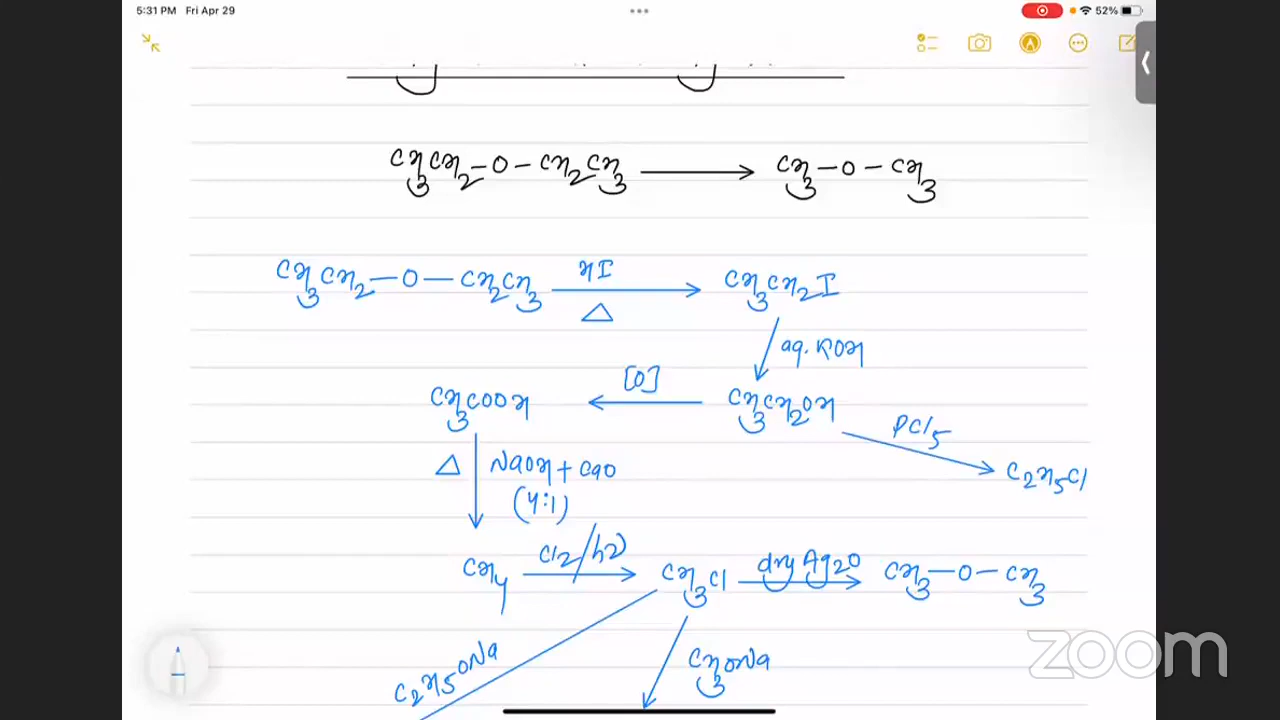 5:31 PM Fri Apr 29
52%
CH3CH2-O-CH2CH3 → CH3-O-CH3
CH3CH2-O-CH2CH3 HI △ → CH3CH2I
aq. KOH
CH3COOH ← [O] CH3CH2OH
PCl5
C2H5Cl
△ NaOH + CaO
(4:1)
CH4 Cl2/hν → CH3Cl dry Ag2O → CH3-O-CH3
C2H5ONa
CH3ONa
zoom